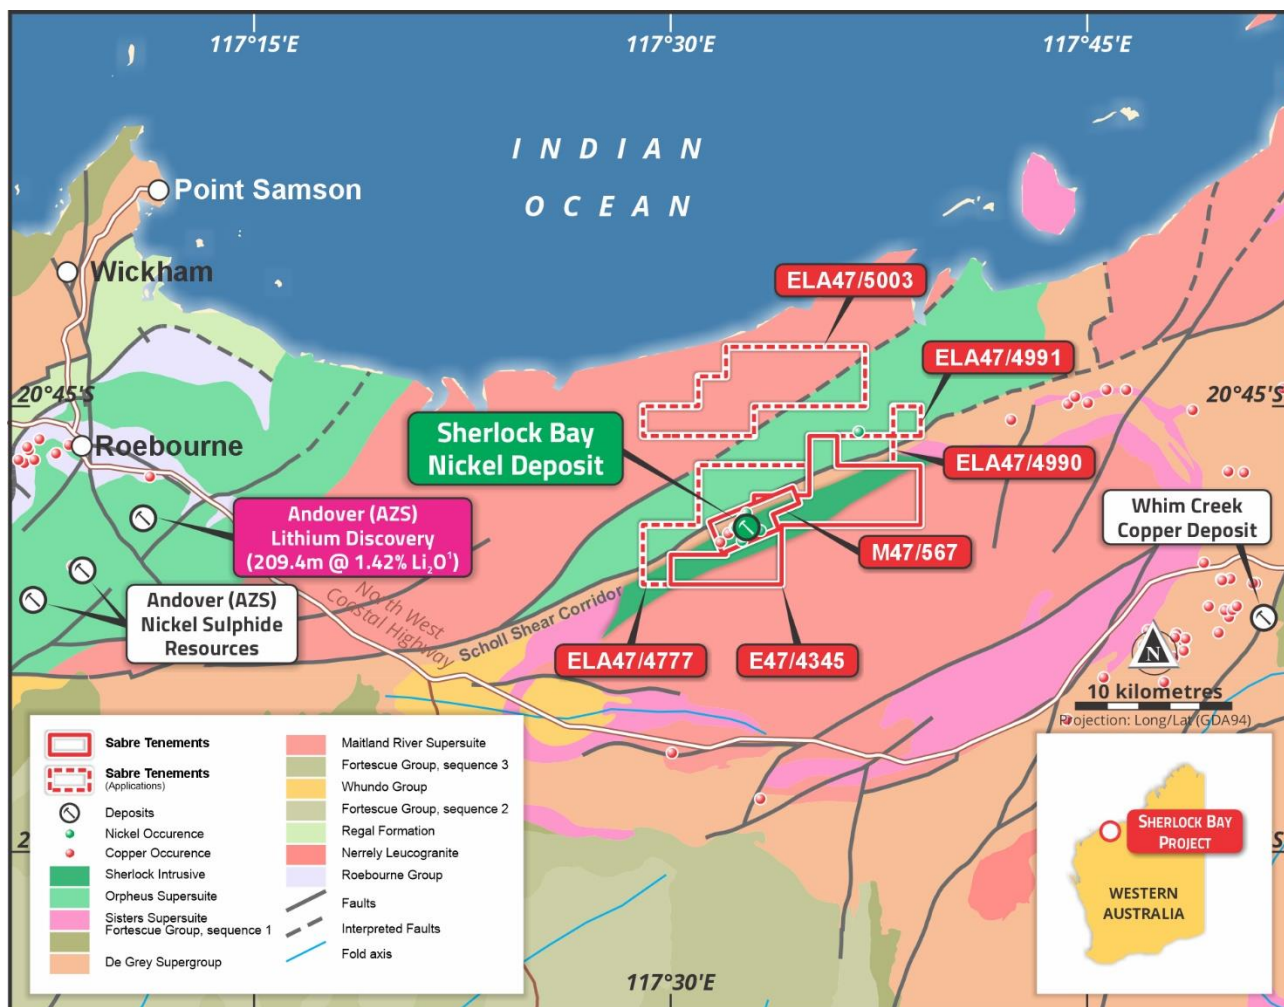 117°15'E
117°30'E
117°45'E
INDIAN
OCEAN
Point Samson
Wickham
ELA47/5003
ELA47/4991
20°45'S
20°45'S
Roebourne
Sherlock Bay
Nickel Deposit
ELA47/4990
Whim Creek
Copper Deposit
Andover (AZS)
Lithium Discovery
(209.4m @ 1.42% Li₂O¹)
M47/567
Andover (AZS)
Nickel Sulphide
Resources
North West
Coastal Highway
Scholl Shear Corridor
ELA47/4777
E47/4345
N
10 kilometres
Projection: Long/Lat (GDA94)
Sabre Tenements
Sabre Tenements
(Applications)
Deposits
Nickel Occurence
Copper Occurence
Sherlock Intrusive
Orpheus Supersuite
Sisters Supersuite
Fortescue Group, sequence 1
De Grey Supergroup
Maitland River Supersuite
Fortescue Group, sequence 3
Whundo Group
Fortescue Group, sequence 2
Regal Formation
Nerrely Leucogranite
Roebourne Group
Faults
Interpreted Faults
Fold axis
2
S
117°30'E
SHERLOCK BAY
PROJECT
WESTERN
AUSTRALIA